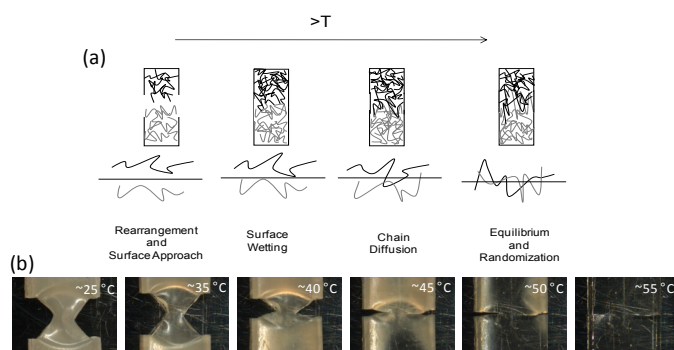 >T
(a)
Rearrangement
and
Surface Approach
Surface
Wetting
Chain
Diffusion
Equilibrium
and
Randomization
(b)
~25 °C
~35 °C
~40 °C
~45 °C
~50 °C
~55 °C